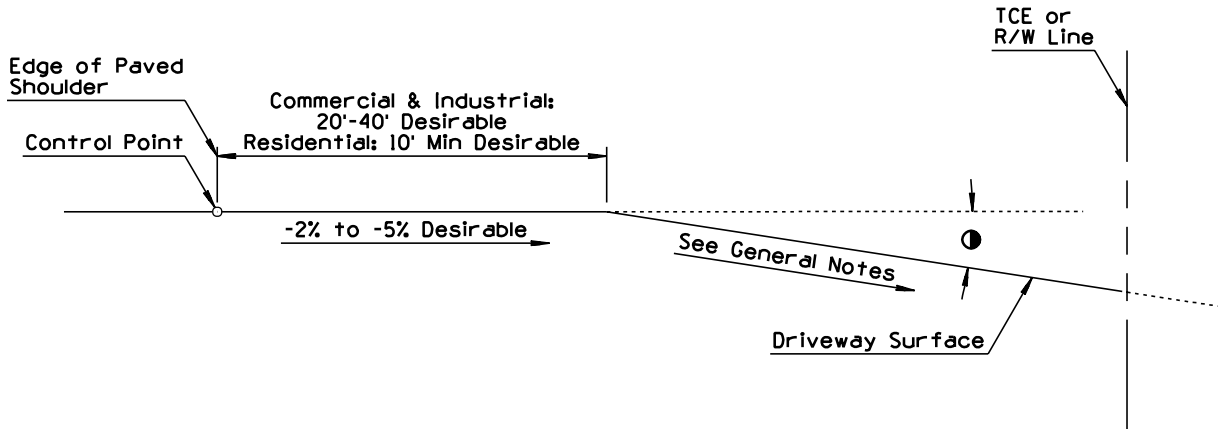 TCE or
R/W Line
Edge of Paved
Shoulder
Commercial & Industrial:
20'-40' Desirable
Residential: 10' Min Desirable
Control Point
-2% to -5% Desirable
See General Notes
Driveway Surface